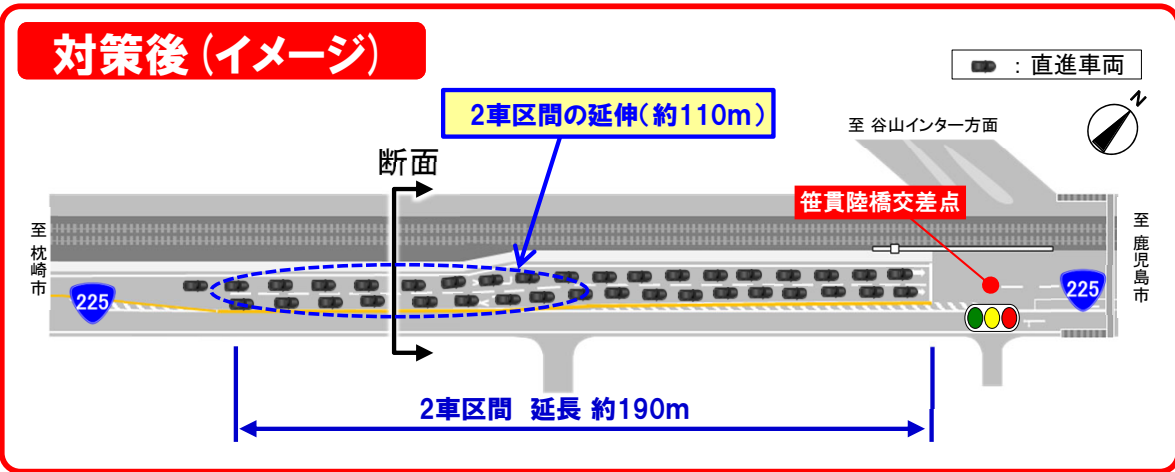 対策後(イメージ)
:直進車両
2車区間の延伸(約110m)
N
至 谷山インター方面
断面
笹貫陸橋交差点
至 枕崎市
至 鹿児島市
225
225
2車区間 延長 約190m